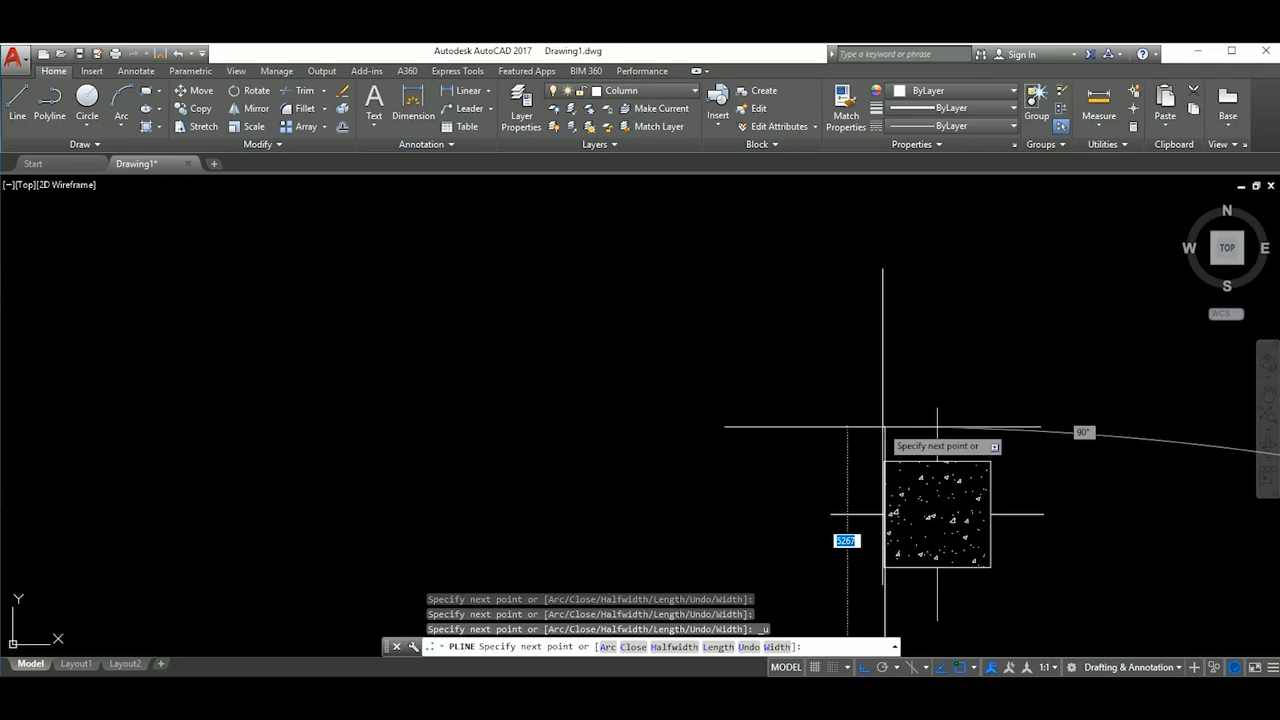 Autodesk AutoCAD 2017 Drawing1.dwg
Type a keyword or phrase
Sign In
Home Insert Annotate Parametric View Manage Output Add-ins A360 Express Tools Featured Apps BIM 360 Performance
Line Polyline Circle Arc
Move Rotate Trim
Copy Mirror Fillet
Stretch Scale Array
Text Dimension
Linear
Leader
Table
Layer Properties
Column
Make Current
Match Layer
Insert
Create
Edit
Edit Attributes
Match Properties
ByLayer
ByLayer
ByLayer
Group
Measure
Paste
Base
Draw Modify Annotation Layers Block Properties Groups Utilities Clipboard View
Start Drawing1*
[−][Top][2D Wireframe]
N
W TOP E
S
WCS
90°
Specify next point or
5267
Specify next point or [Arc/Close/Halfwidth/Length/Undo/Width]:
Specify next point or [Arc/Close/Halfwidth/Length/Undo/Width]:
Specify next point or [Arc/Close/Halfwidth/Length/Undo/Width]: _u
PLINE Specify next point or [Arc Close Halfwidth Length Undo Width]:
Y
X
Model Layout1 Layout2
MODEL 1:1 Drafting & Annotation